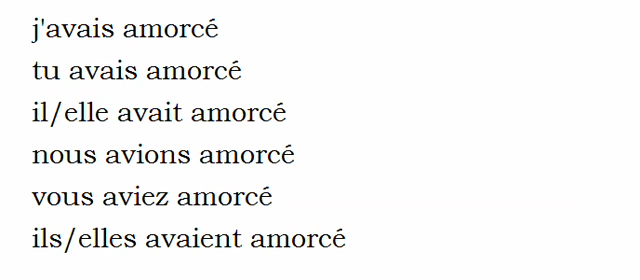 j'avais amorcé
tu avais amorcé
il/elle avait amorcé
nous avions amorcé
vous aviez amorcé
ils/elles avaient amorcé